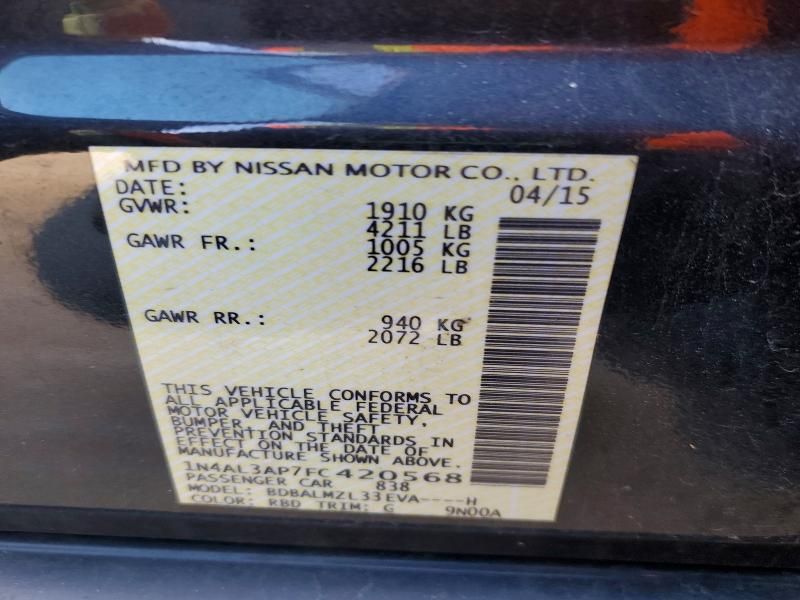 MFD BY NISSAN MOTOR CO., LTD.
DATE: 04/15
GVWR: 1910 KG
4211 LB
GAWR FR.: 1005 KG
2216 LB
GAWR RR.: 940 KG
2072 LB
THIS VEHICLE CONFORMS TO
ALL APPLICABLE FEDERAL
MOTOR VEHICLE SAFETY,
BUMPER, AND THEFT
PREVENTION STANDARDS IN
EFFECT ON THE DATE OF
MANUFACTURE SHOWN ABOVE.
1N4AL3AP7FC420568
PASSENGER CAR 838
MODEL: BDBALMZL33EVA----H
COLOR: RBD TRIM: G 9N00A